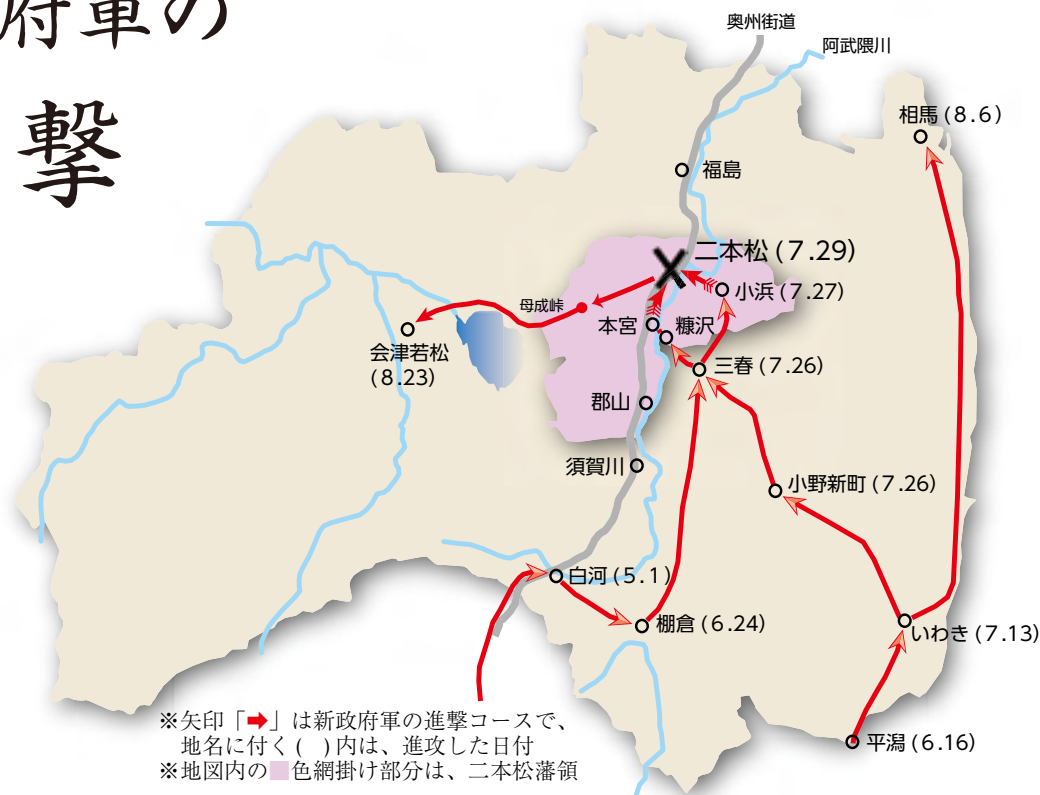 府軍の
撃
奥州街道
阿武隈川
相馬(8.6)
福島
二本松(7.29)
小浜(7.27)
母成峠
本宮
糠沢
会津若松
(8.23)
三春(7.26)
郡山
須賀川
小野新町(7.26)
白河(5.1)
棚倉(6.24)
いわき(7.13)
平潟(6.16)
※矢印「➡」は新政府軍の進撃コースで、
地名に付く( )内は、進攻した日付
※地図内の■色網掛け部分は、二本松藩領